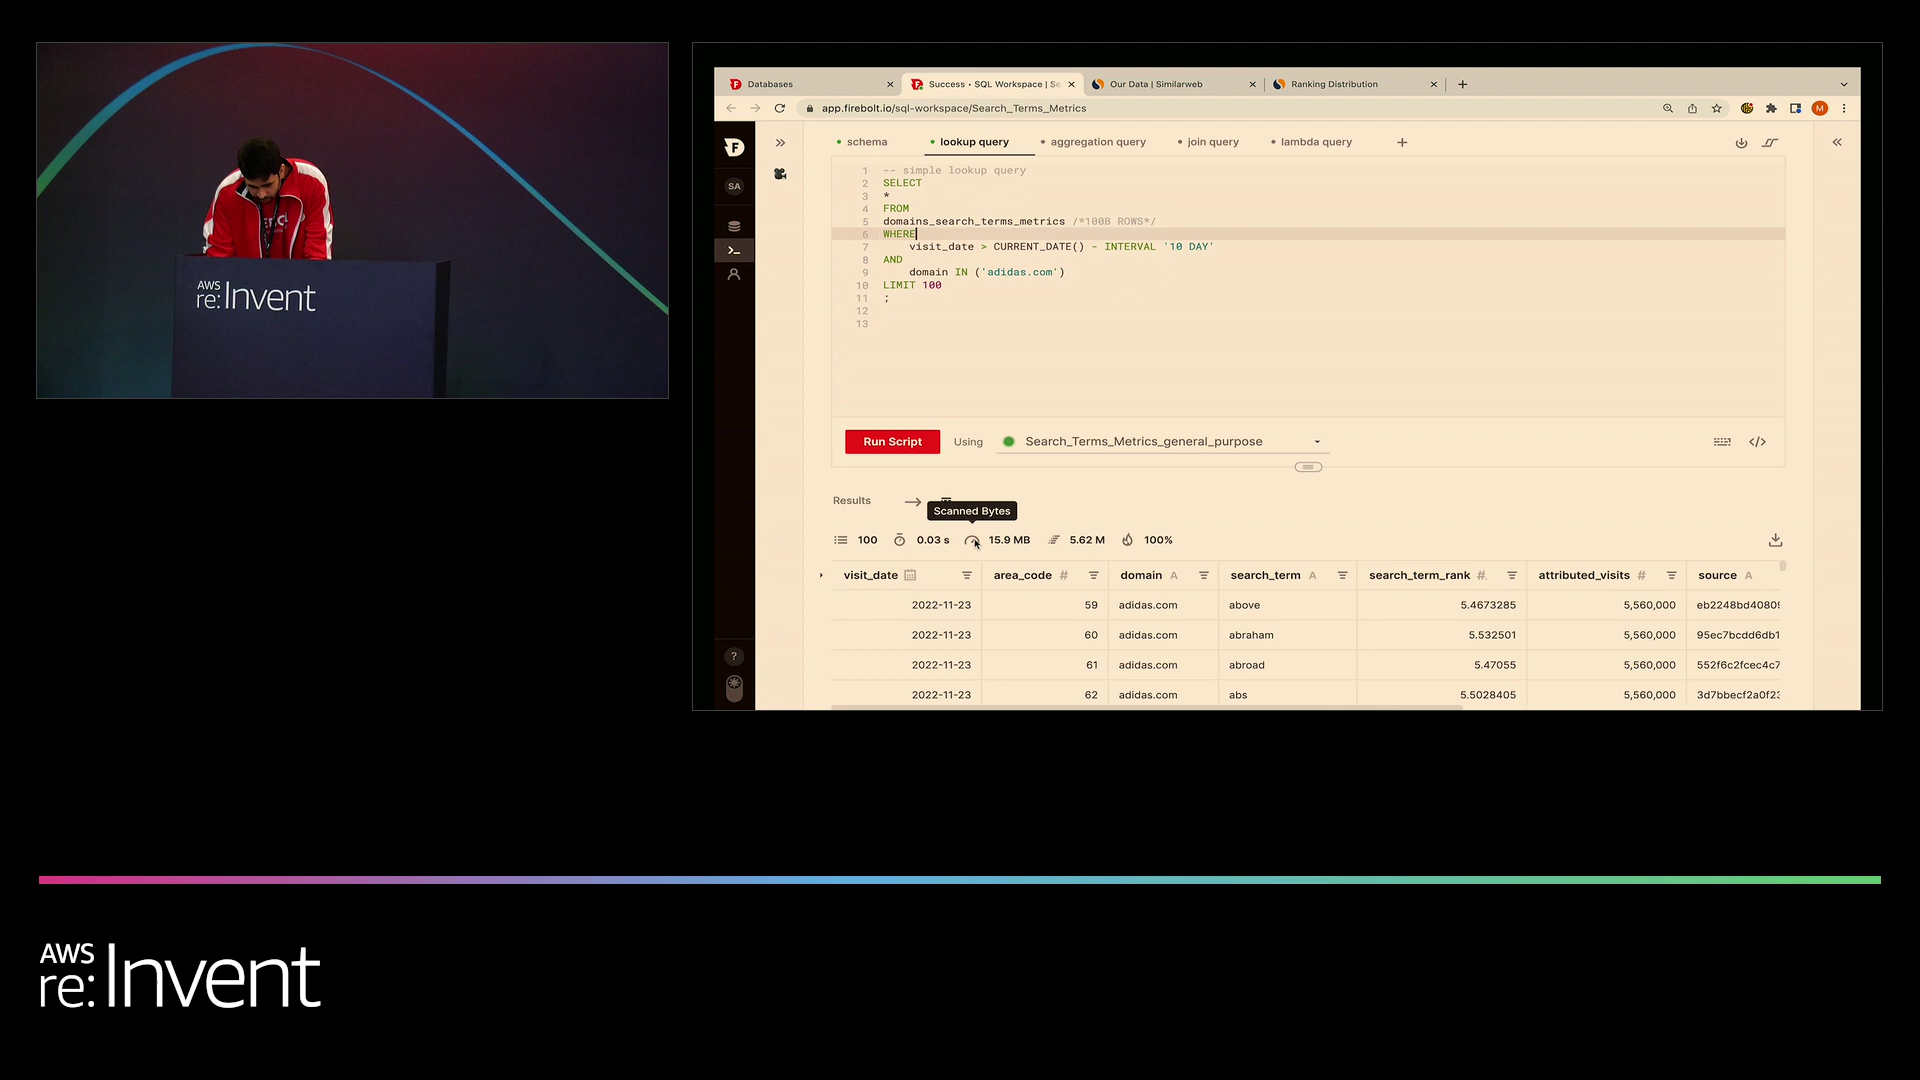 AWS
re:Invent
Databases
Success • SQL Workspace | Se
Our Data | Similarweb
Ranking Distribution
app.firebolt.io/sql-workspace/Search_Terms_Metrics
M
SA
schema
lookup query
aggregation query
join query
lambda query
1 -- simple lookup query
2 SELECT
3 *
4 FROM
5 domains_search_terms_metrics /*100B ROWS*/
6 WHERE
7 visit_date > CURRENT_DATE() - INTERVAL '10 DAY'
8 AND
9 domain IN ('adidas.com')
10 LIMIT 100
11 ;
12
13
Run Script
Using
Search_Terms_Metrics_general_purpose
Results
Scanned Bytes
100 0.03 s 15.9 MB 5.62 M 100%
visit_date area_code # domain A search_term A search_term_rank #. attributed_visits # source A
2022-11-23 59 adidas.com above 5.4673285 5,560,000 eb2248bd40809
2022-11-23 60 adidas.com abraham 5.532501 5,560,000 95ec7bcdd6db1
2022-11-23 61 adidas.com abroad 5.47055 5,560,000 552f6c2fcec4c7
2022-11-23 62 adidas.com abs 5.5028405 5,560,000 3d7bbecf2a0f23
?
AWS
re:Invent